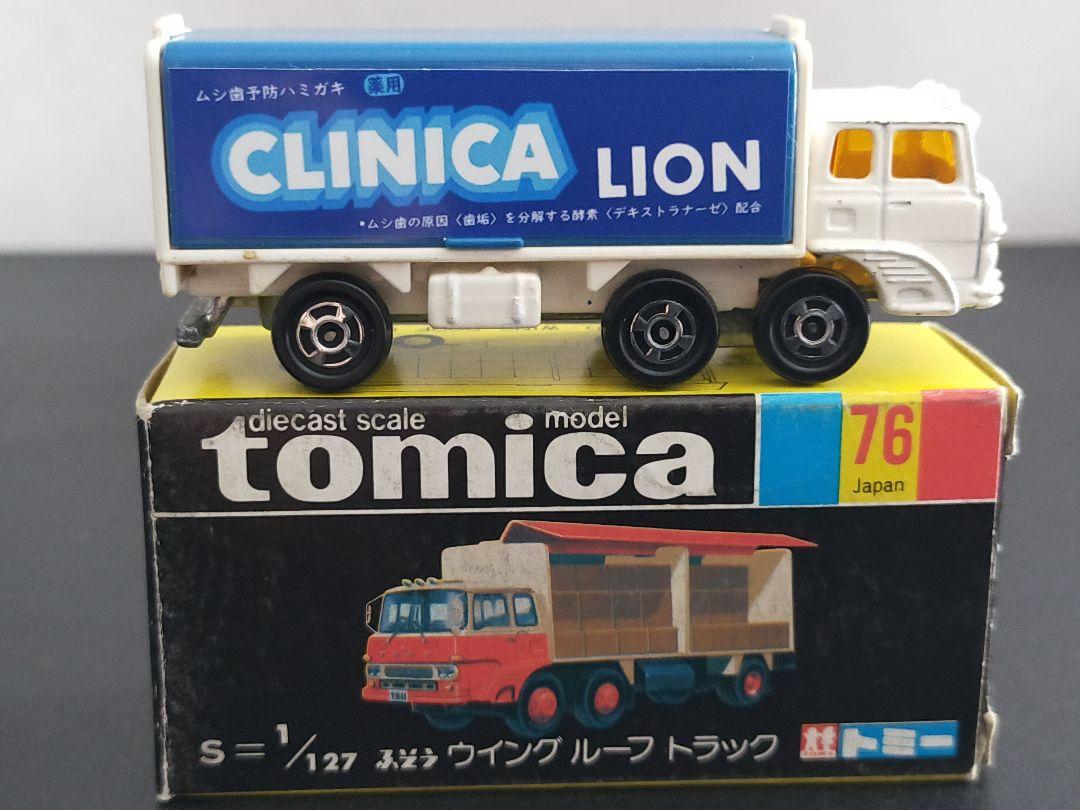 ムシ歯予防ハミガキ 薬用
CLINICA LION
•ムシ歯の原因〈歯垢〉を分解する酵素〈デキストラナーゼ〉配合
diecast scale model
tomica
76
Japan
S=1/127 ふそう ウイング ルーフ トラック
TOMY トミー